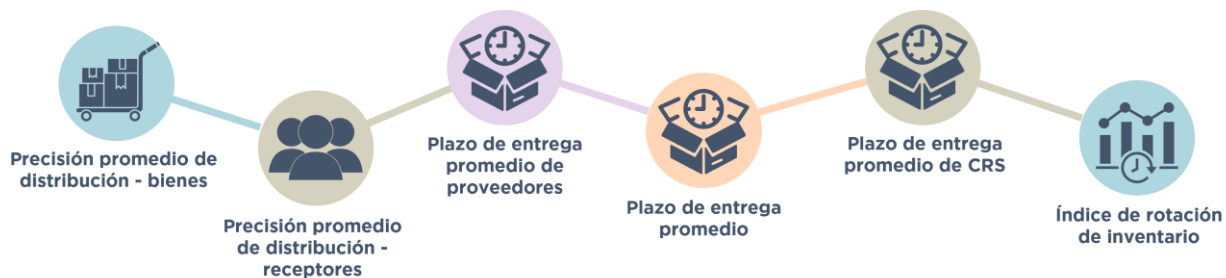 Precisión promedio de
distribución - bienes
Precisión promedio
de distribución -
receptores
Plazo de entrega
promedio de
proveedores
Plazo de entrega
promedio
Plazo de entrega
promedio de CRS
Índice de rotación
de inventario